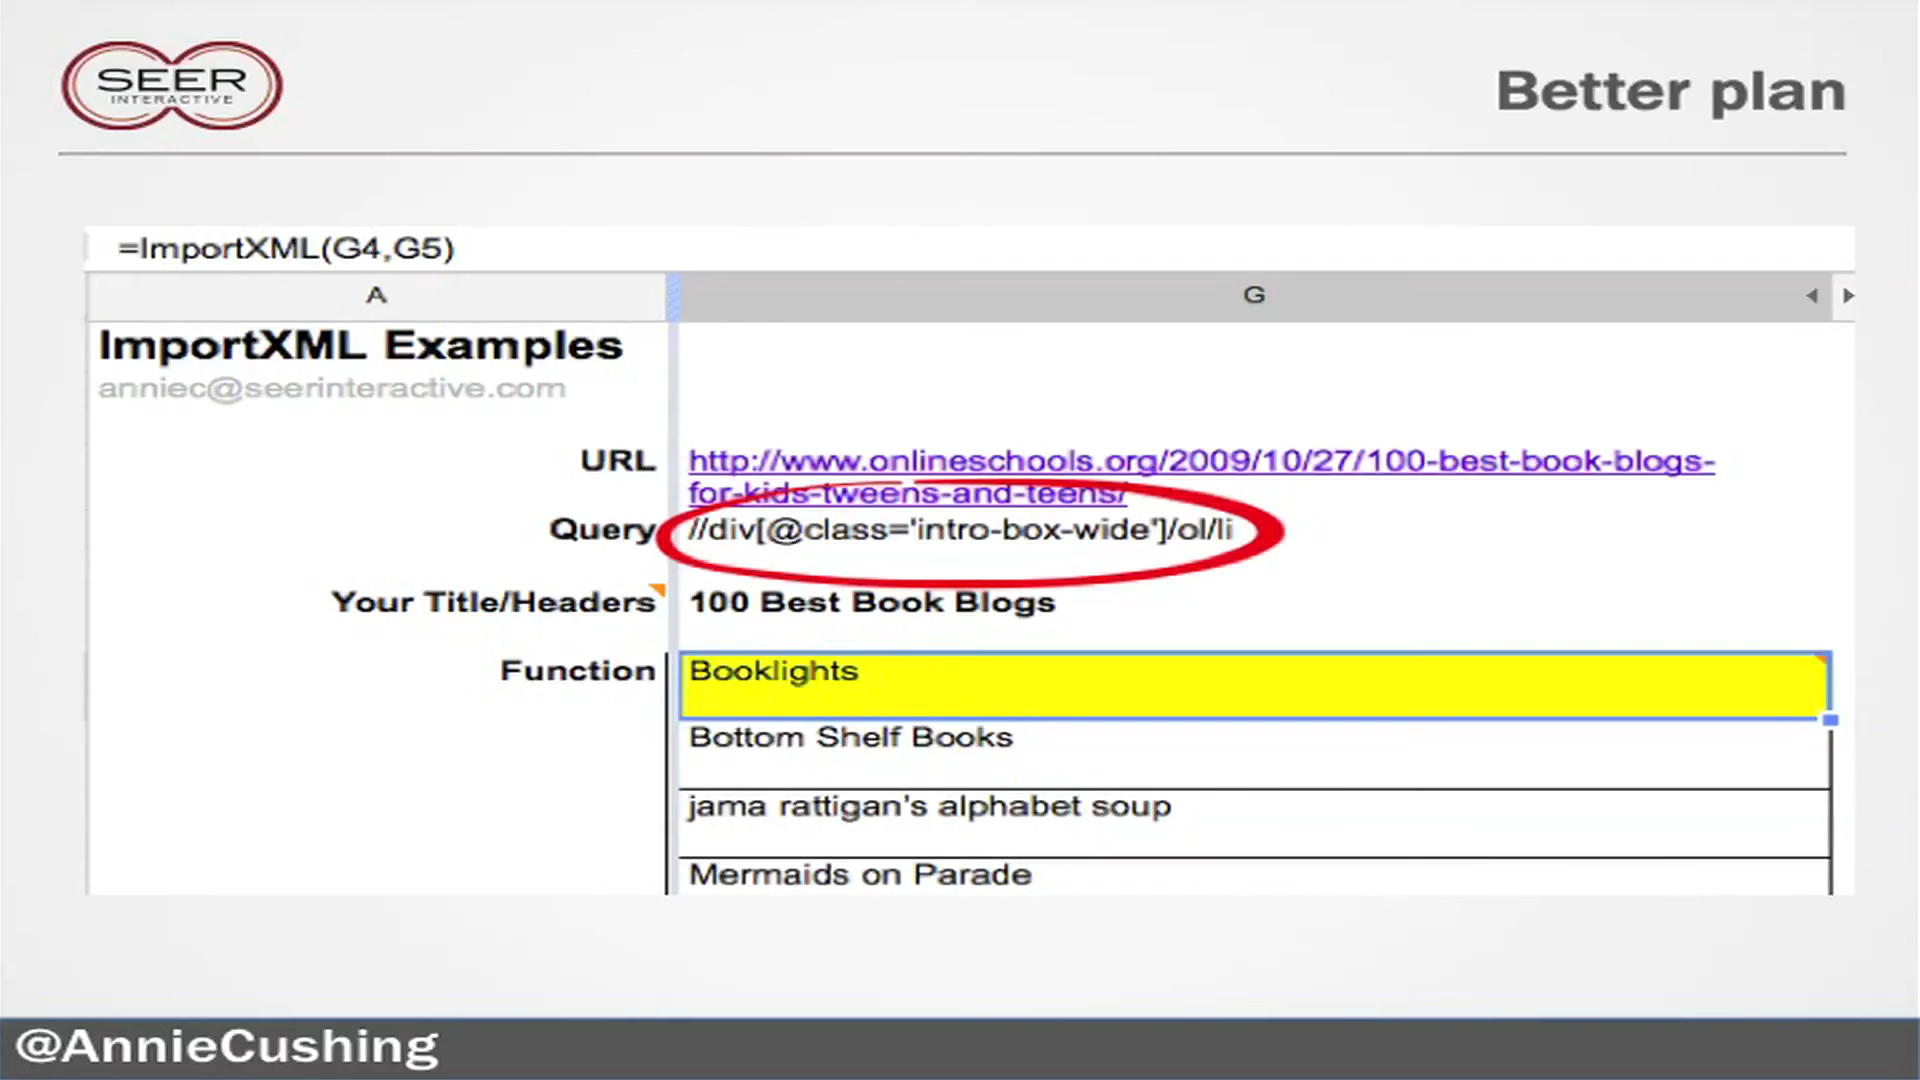 SEER
INTERACTIVE
Better plan
=ImportXML(G4,G5)
A
G
ImportXML Examples
anniec@seerinteractive.com
URL
http://www.onlineschools.org/2009/10/27/100-best-book-blogs-
for-kids-tweens-and-teens/
Query
//div[@class='intro-box-wide']/ol/li
Your Title/Headers
100 Best Book Blogs
Function
Booklights
Bottom Shelf Books
jama rattigan's alphabet soup
Mermaids on Parade
@AnnieCushing